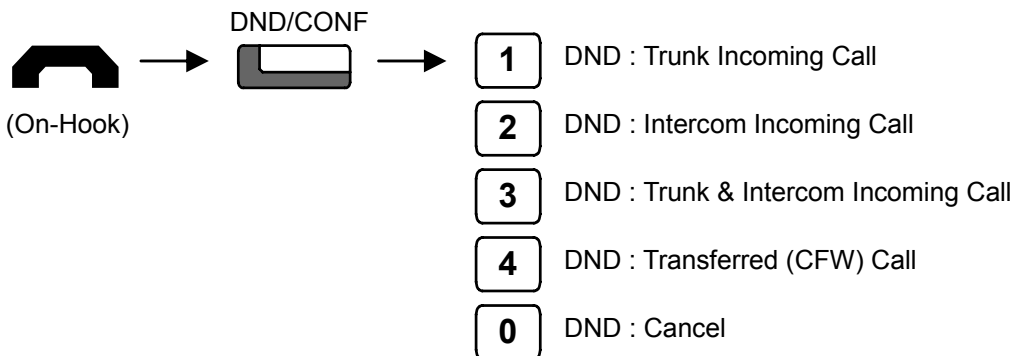 DND/CONF
(On-Hook)
1 DND : Trunk Incoming Call
2 DND : Intercom Incoming Call
3 DND : Trunk & Intercom Incoming Call
4 DND : Transferred (CFW) Call
0 DND : Cancel